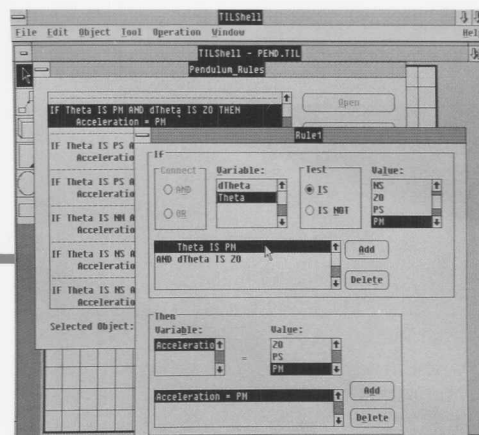 TILShell
File Edit Object Tool Operation Window Hel
TILShell - PEND.TIL
Pendulum_Rules
IF Theta IS PM AND dTheta IS ZO THEN
Acceleration = PM
IF Theta IS PS A
Acceleratio
IF Theta IS PS A
Acceleratio
IF Theta IS NM A
Acceleratio
IF Theta IS NS A
Acceleratio
IF Theta IS NS A
Acceleratio
Selected Object:
Open
Rule1
If
Connect
AND
OR
Variable:
dTheta
Theta
Test
IS
IS NOT
Value:
NS
ZO
PS
PM
Theta IS PM
AND dTheta IS ZO
Add
Delete
Then
Variable:
Acceleratio
=
Value:
ZO
PS
PM
Acceleration = PM
Add
Delete